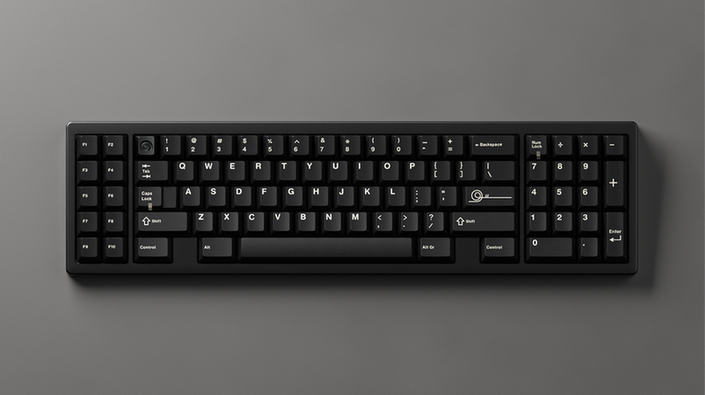 F1 F2 ! 1 @ 2 # 3 $ 4 % 5 ^ 6 & 7 * 8 ( 9 ) 0 - + = Backspace Num Lock ÷ × −
F3 F4 Tab Q W E R T Y U I O P { [ } ] | \ 7 8 9 +
F5 F6 Caps Lock A S D F G H J K L : ; " ' 4 5 6
F7 F8 Shift Z X C V B N M < , > . ? / Shift 1 2 3 Enter
F9 F10 Control Alt Alt Gr Control 0 .